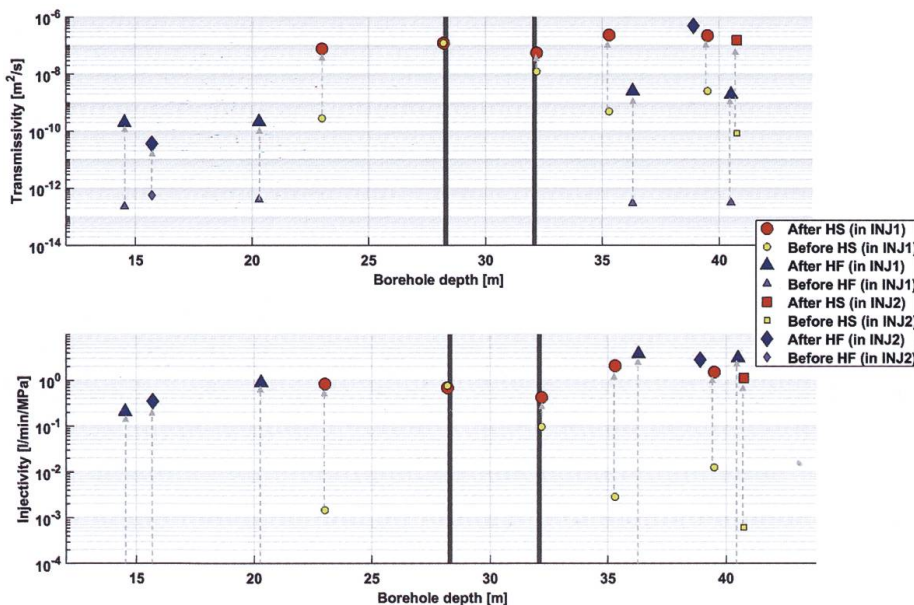 10⁻⁶
10⁻⁸
10⁻¹⁰
10⁻¹²
10⁻¹⁴
Transmissivity [m²/s]
15 20 25 30 35 40
Borehole depth [m]
After HS (in INJ1)
Before HS (in INJ1)
After HF (in INJ1)
Before HF (in INJ1)
After HS (in INJ2)
Before HS (in INJ2)
After HF (in INJ2)
Before HF (in INJ2)
10⁰
10⁻¹
10⁻²
10⁻³
10⁻⁴
Injectivity [l/min/MPa]
15 20 25 30 35 40
Borehole depth [m]